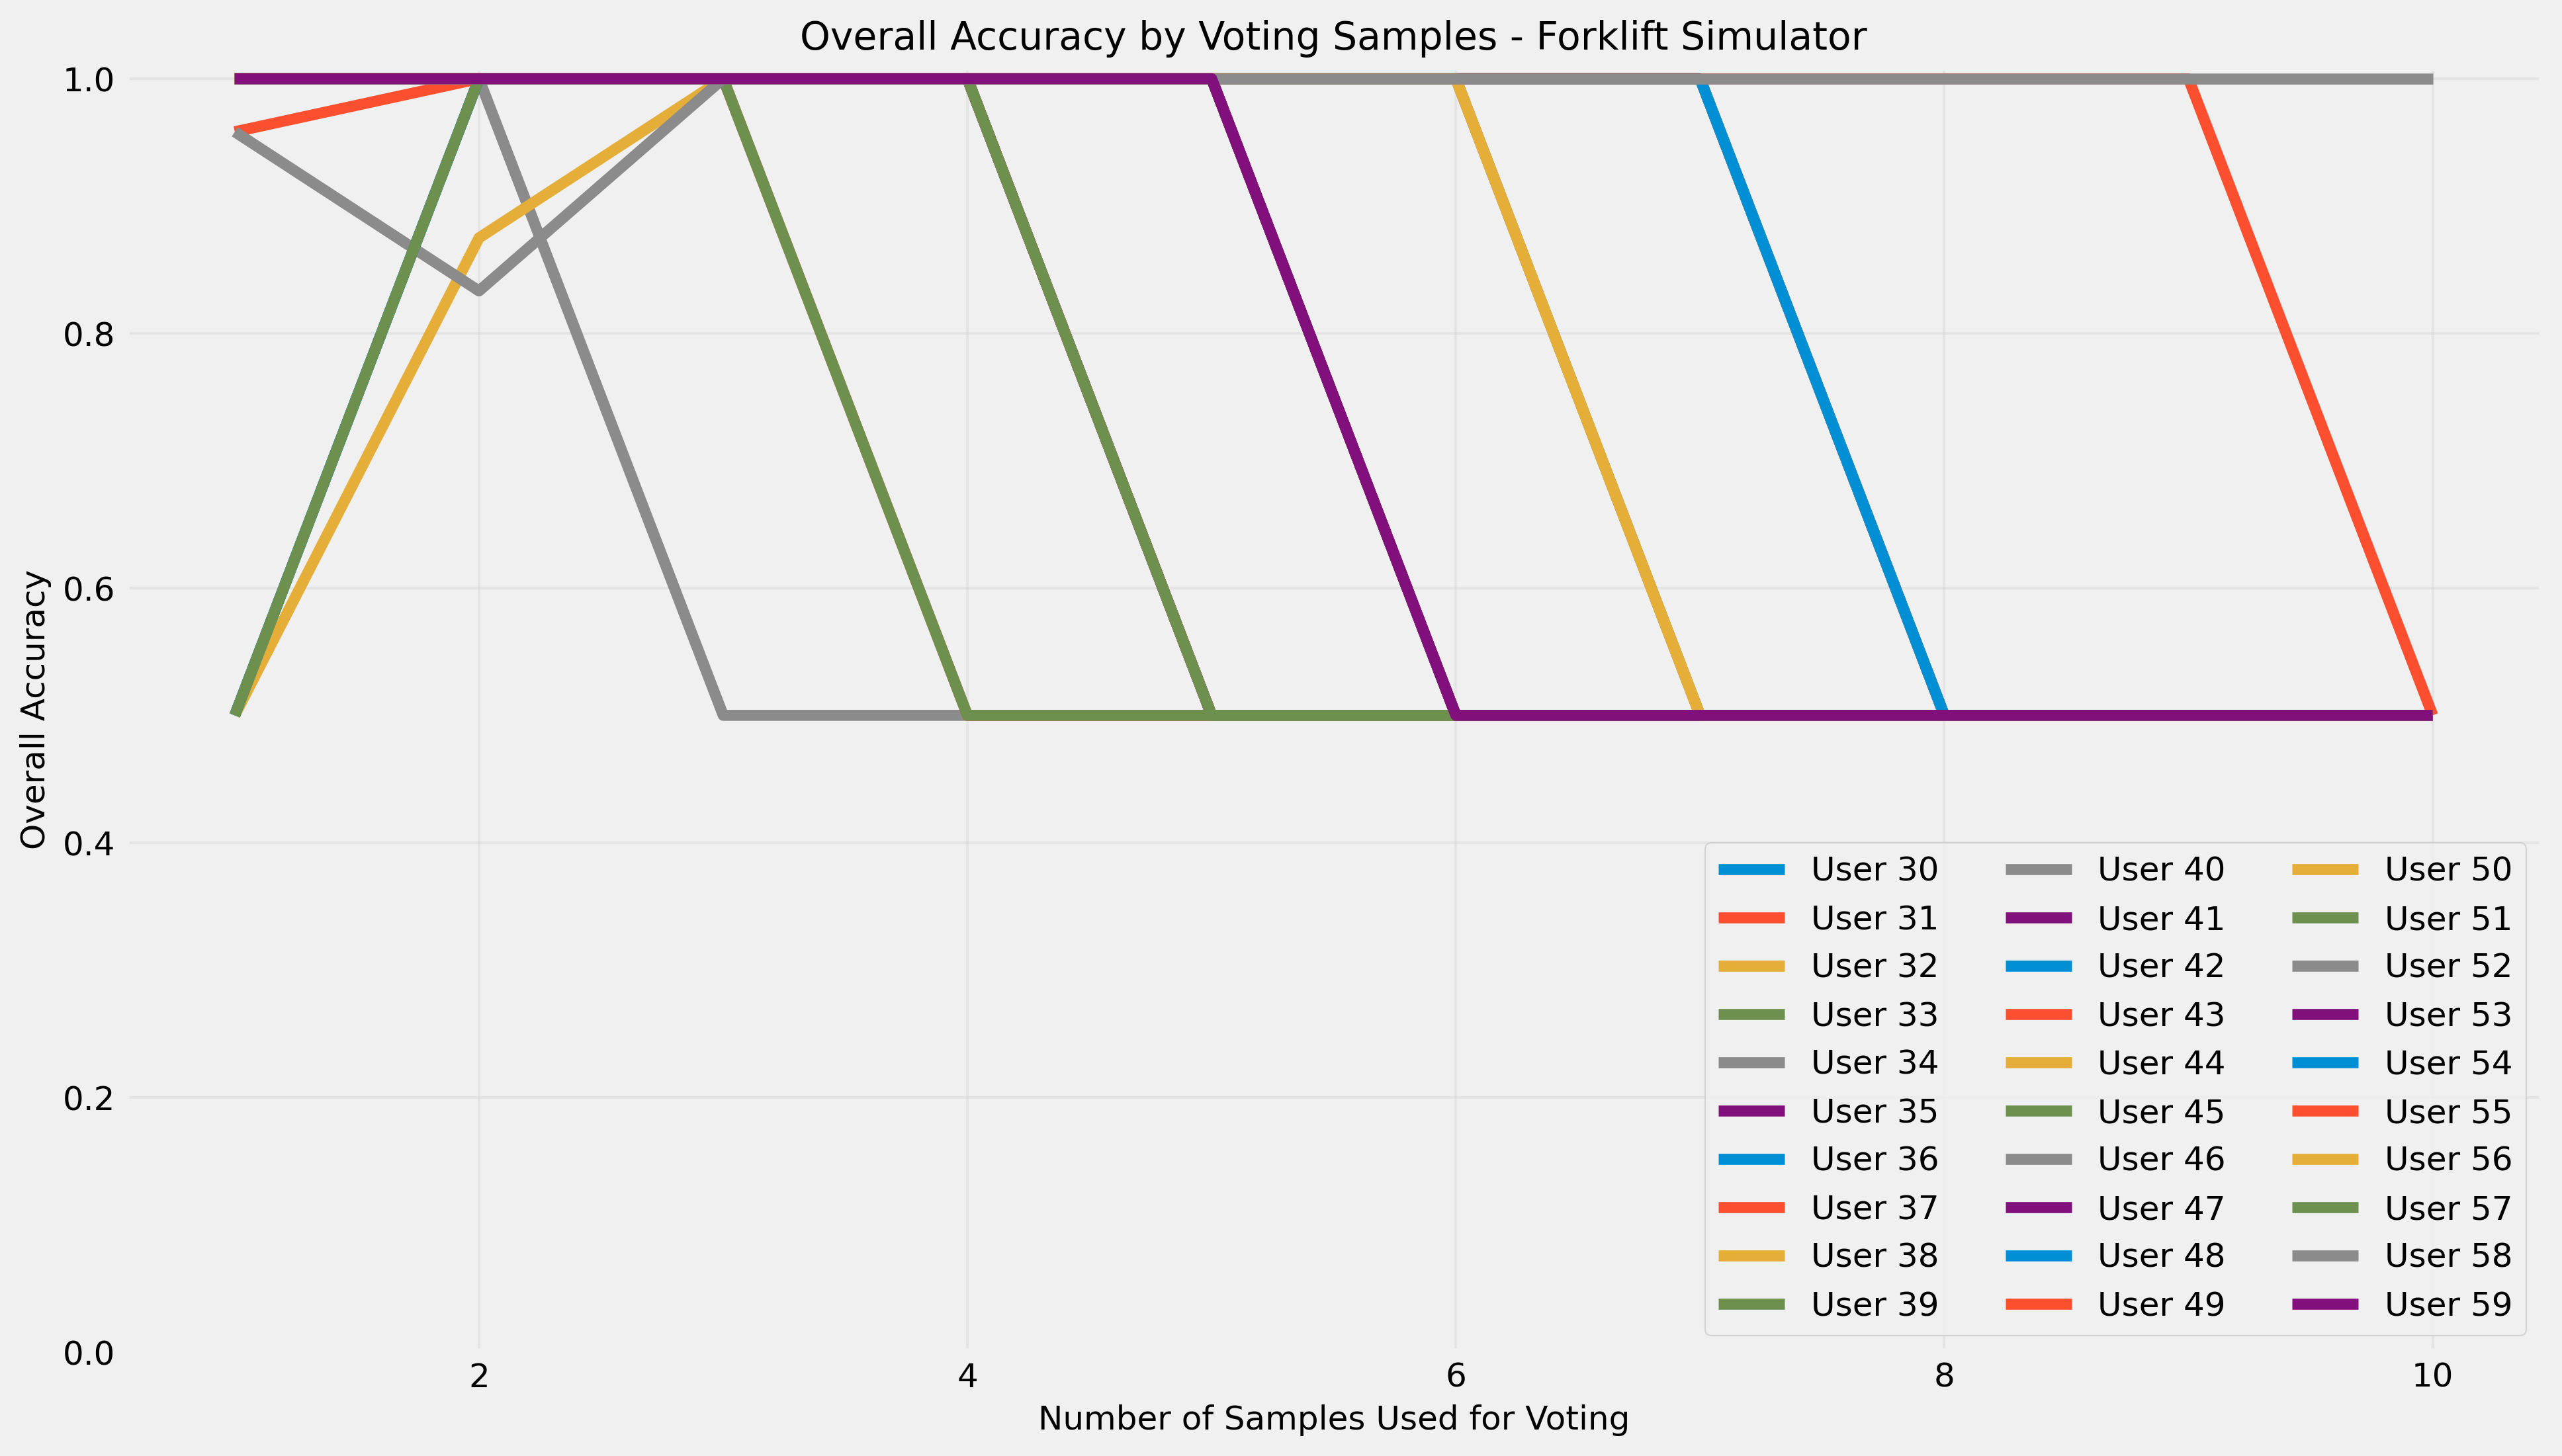 Overall Accuracy by Voting Samples - Forklift Simulator
Overall Accuracy
1.0
0.8
0.6
0.4
0.2
0.0
2 4 6 8 10
Number of Samples Used for Voting
User 30
User 31
User 32
User 33
User 34
User 35
User 36
User 37
User 38
User 39
User 40
User 41
User 42
User 43
User 44
User 45
User 46
User 47
User 48
User 49
User 50
User 51
User 52
User 53
User 54
User 55
User 56
User 57
User 58
User 59